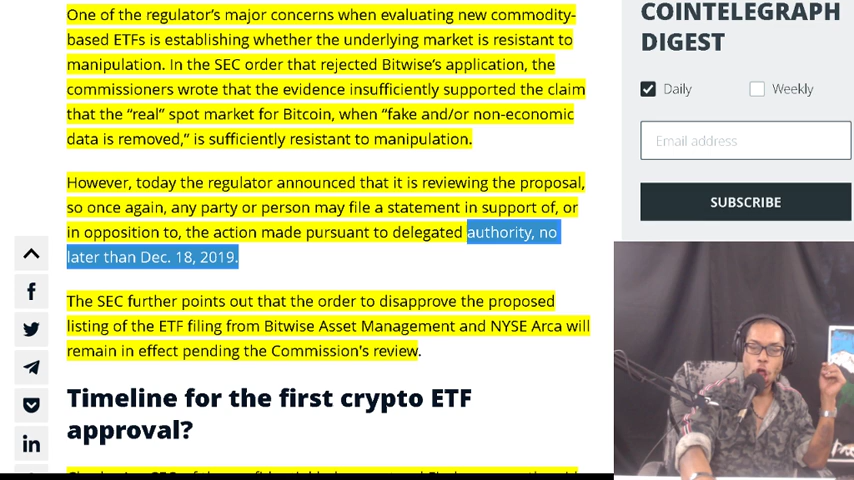 One of the regulator's major concerns when evaluating new commodity-
based ETFs is establishing whether the underlying market is resistant to
manipulation. In the SEC order that rejected Bitwise's application, the
commissioners wrote that the evidence insufficiently supported the claim
that the “real“ spot market for Bitcoin, when “fake and/or non-economic
data is removed,” is sufficiently resistant to manipulation.
However, today the regulator announced that it is reviewing the proposal,
so once again, any party or person may file a statement in support of, or
in opposition to, the action made pursuant to delegated authority, no
later than Dec. 18, 2019.
The SEC further points out that the order to disapprove the proposed
listing of the ETF filing from Bitwise Asset Management and NYSE Arca will
remain in effect pending the Commission's review.
Timeline for the first crypto ETF
approval?
COINTELEGRAPH
DIGEST
Daily
Weekly
Email address
SUBSCRIBE